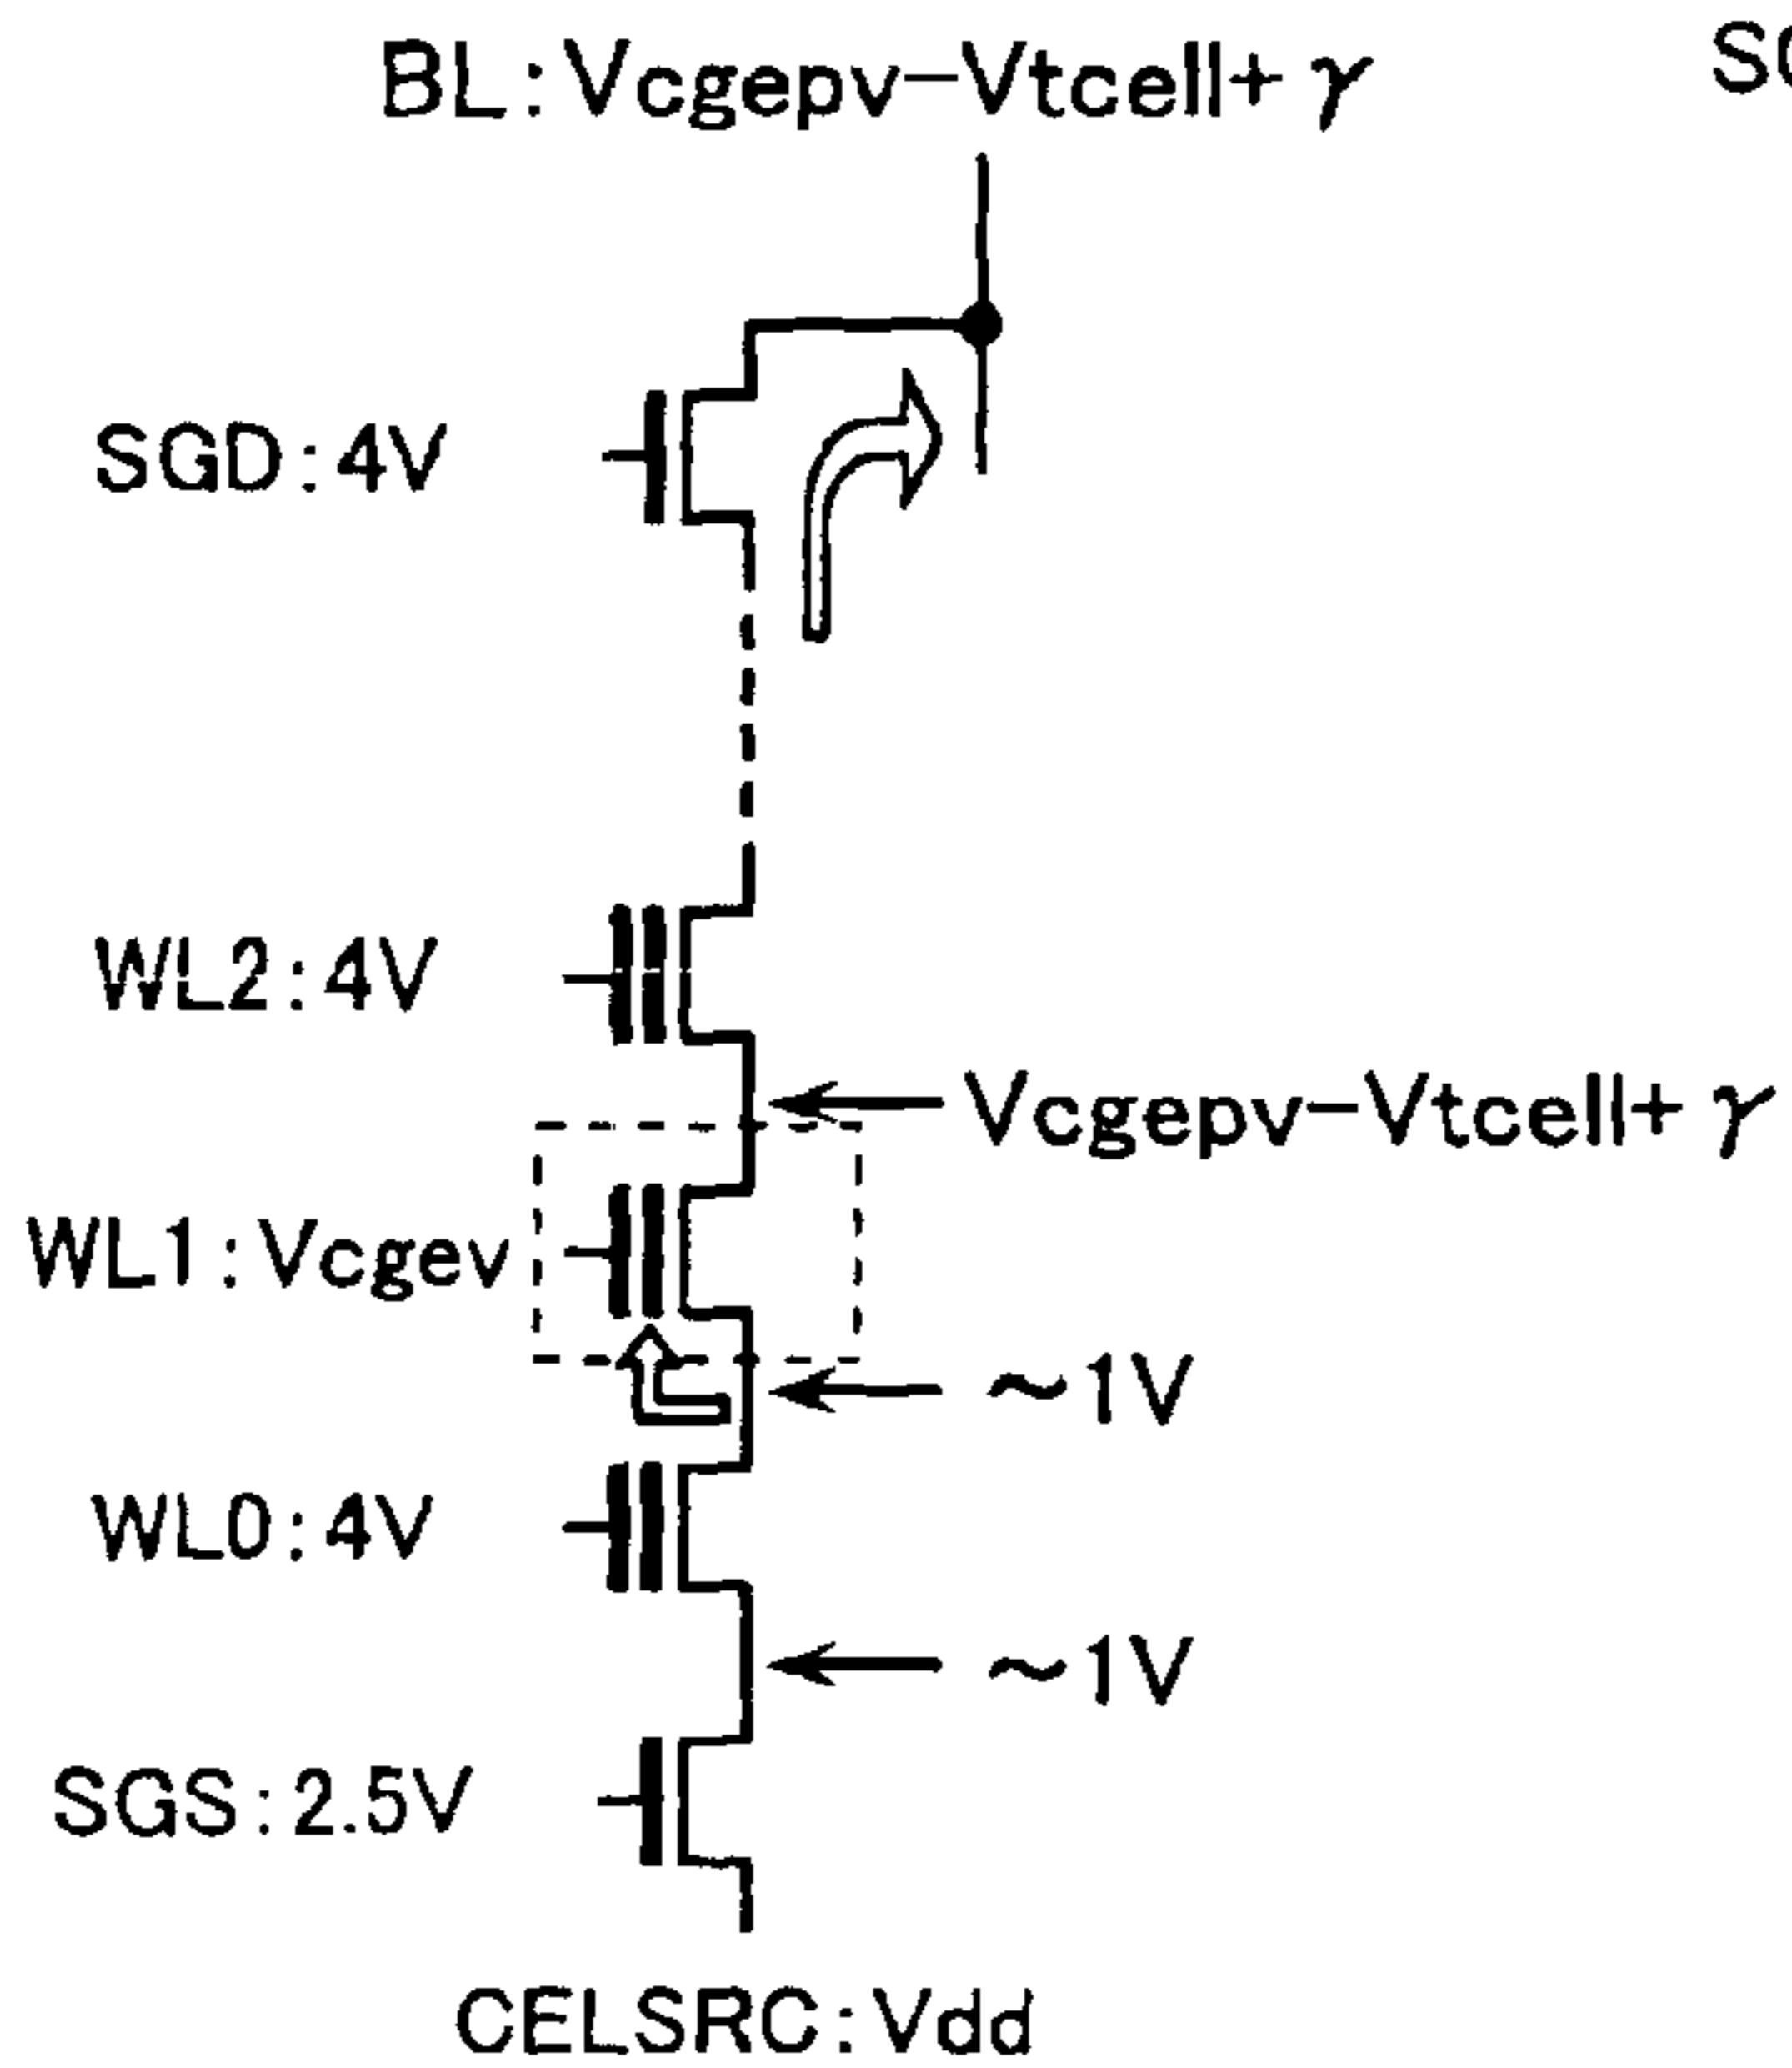 BL:Vcgepv-Vtcell+γ
SGD:4V
WL2:4V
Vcgepv-Vtcell+γ
WL1:Vcgev
~1V
WL0:4V
~1V
SGS:2.5V
CELSRC:Vdd